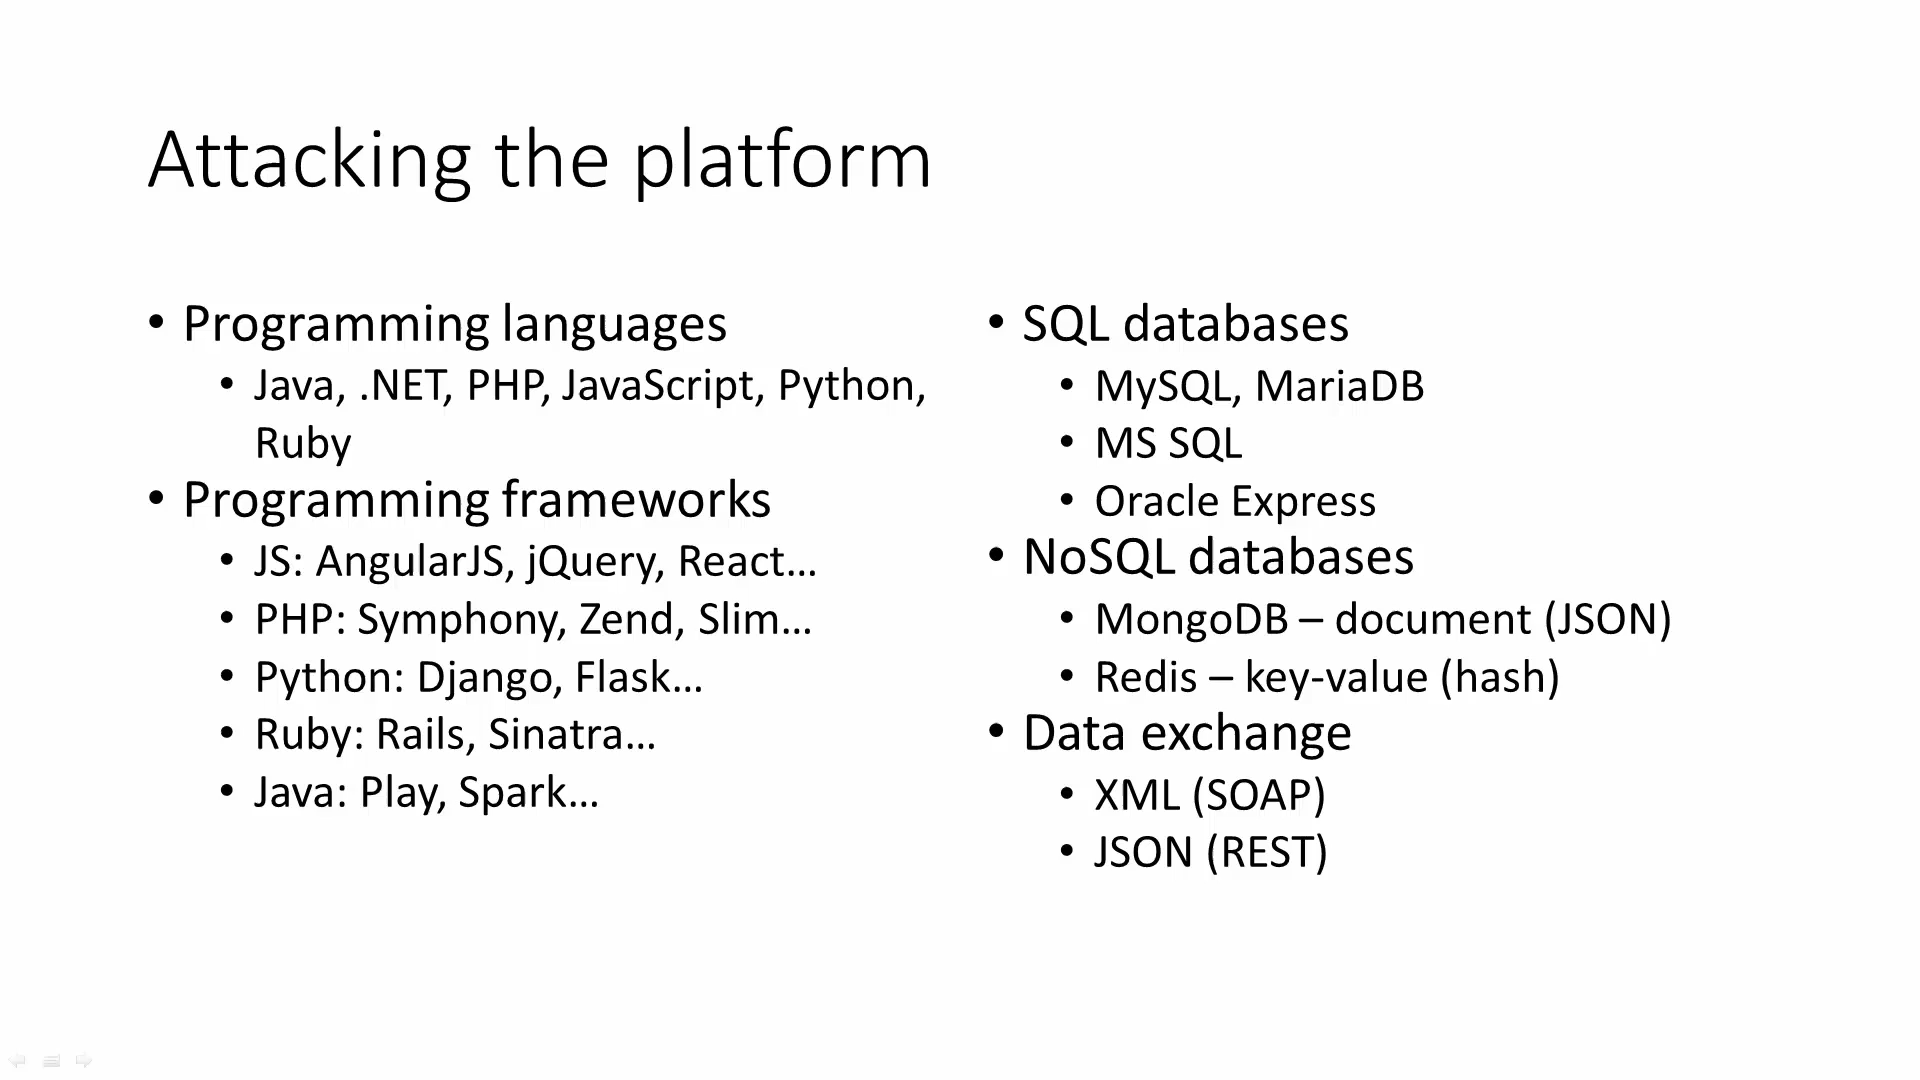 Attacking the platform
• Programming languages
• Java, .NET, PHP, JavaScript, Python,
Ruby
• Programming frameworks
• JS: AngularJS, jQuery, React…
• PHP: Symphony, Zend, Slim…
• Python: Django, Flask…
• Ruby: Rails, Sinatra…
• Java: Play, Spark…
• SQL databases
• MySQL, MariaDB
• MS SQL
• Oracle Express
• NoSQL databases
• MongoDB – document (JSON)
• Redis – key-value (hash)
• Data exchange
• XML (SOAP)
• JSON (REST)